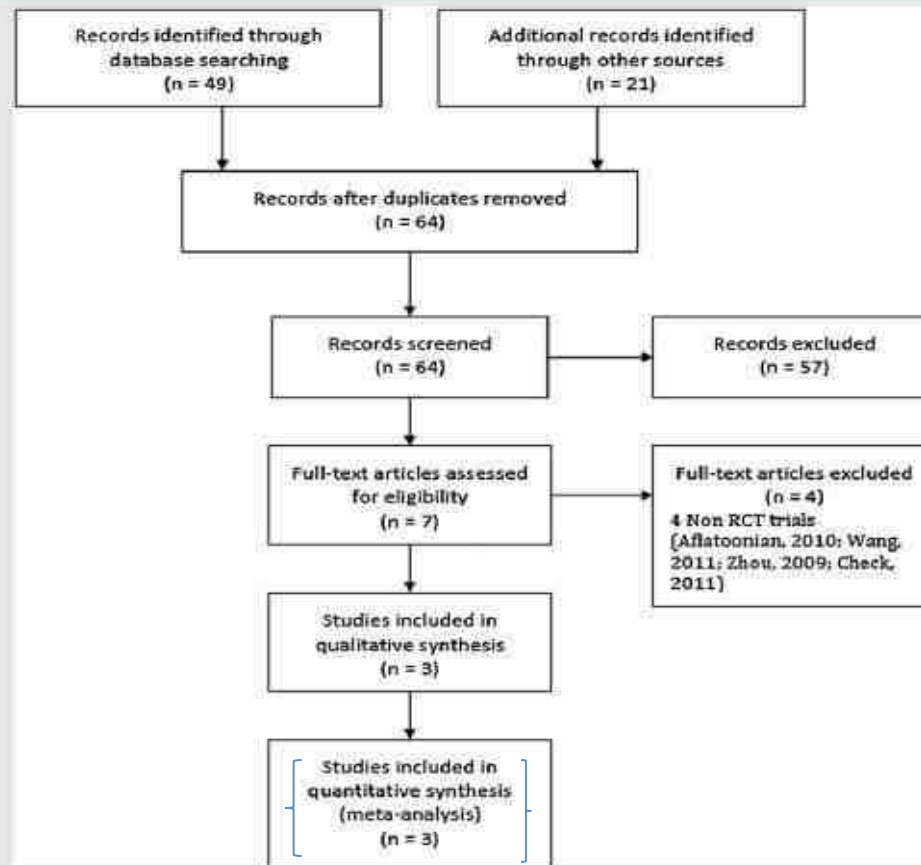 Records identified through
database searching
(n = 49)
Additional records identified
through other sources
(n = 21)
Records after duplicates removed
(n = 64)
Records screened
(n = 64)
Records excluded
(n = 57)
Full-text articles assessed
for eligibility
(n = 7)
Full-text articles excluded
(n = 4)
4 Non RCT trials
(Aflatoonian, 2010; Wang,
2011; Zhou, 2009; Check,
2011)
Studies included in
qualitative synthesis
(n = 3)
Studies included in
quantitative synthesis
(meta-analysis)
(n = 3)